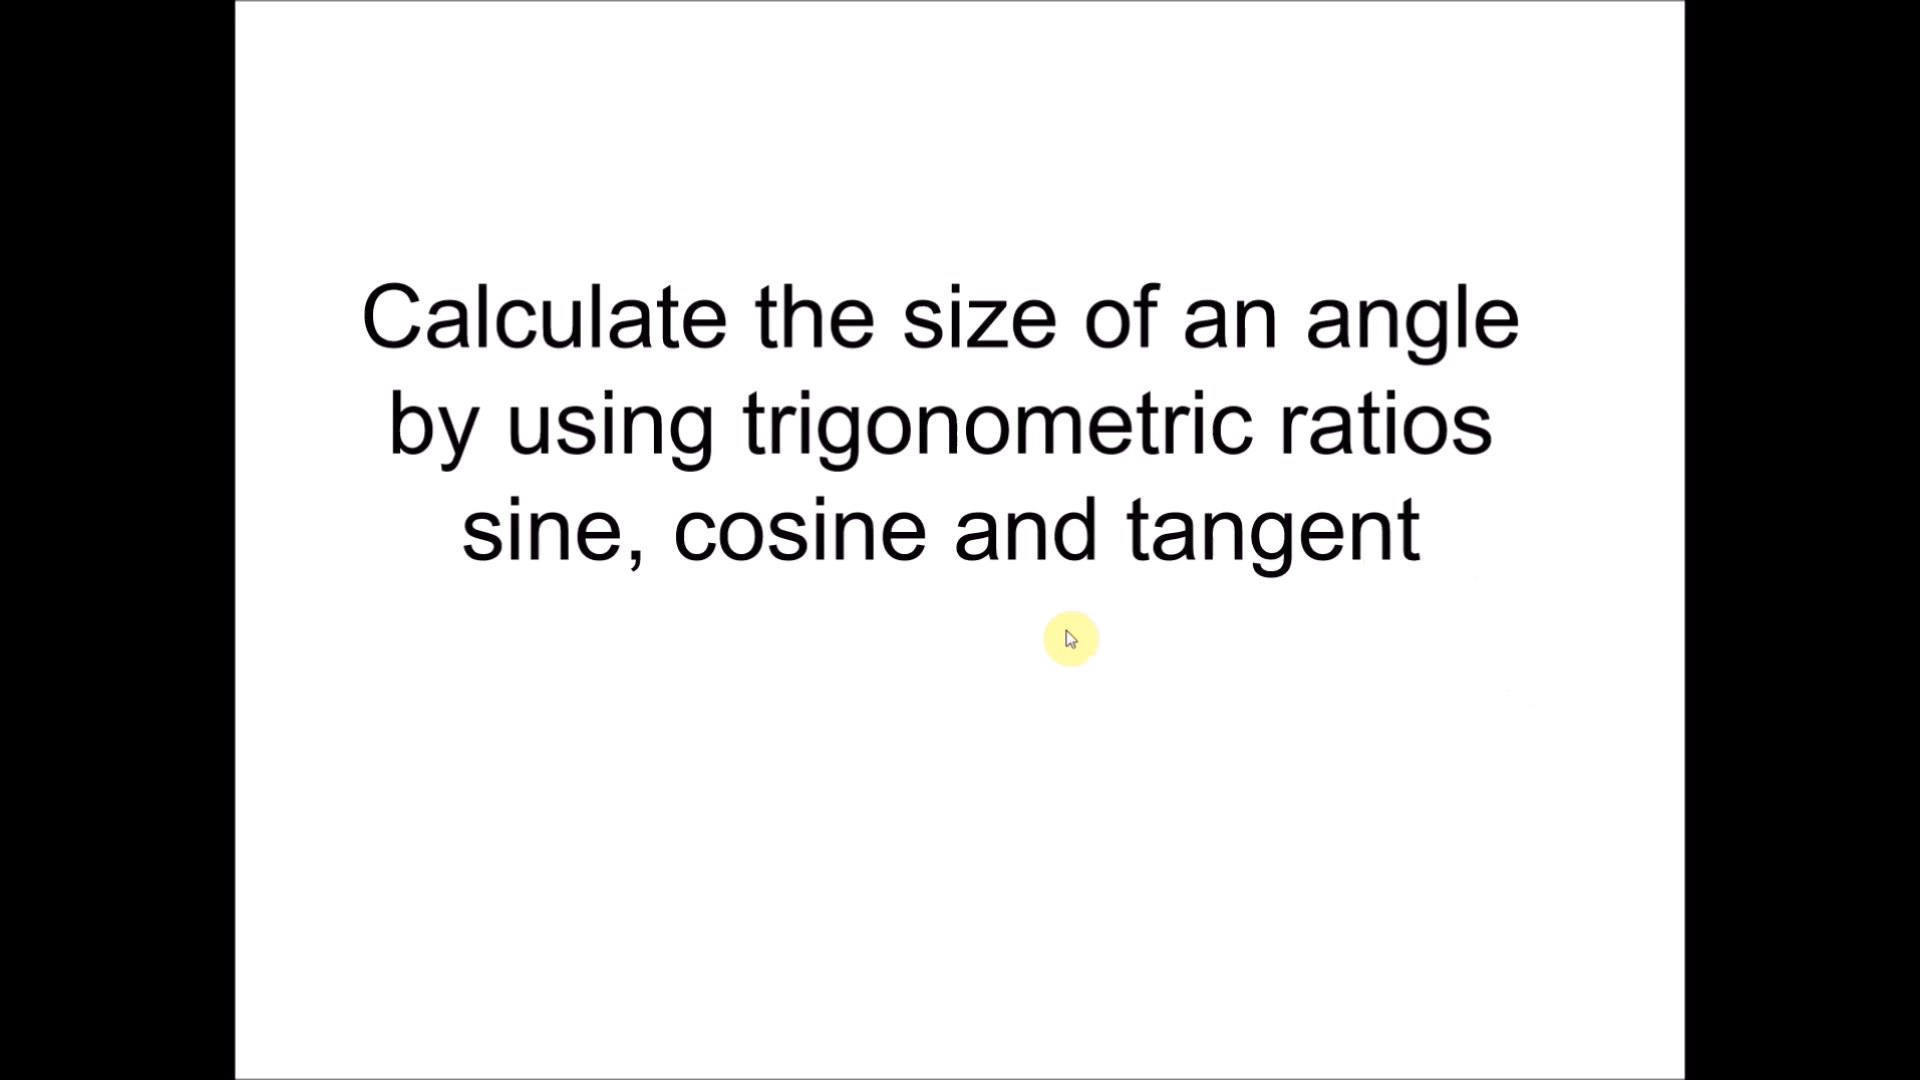 Calculate the size of an angle
by using trigonometric ratios
sine, cosine and tangent